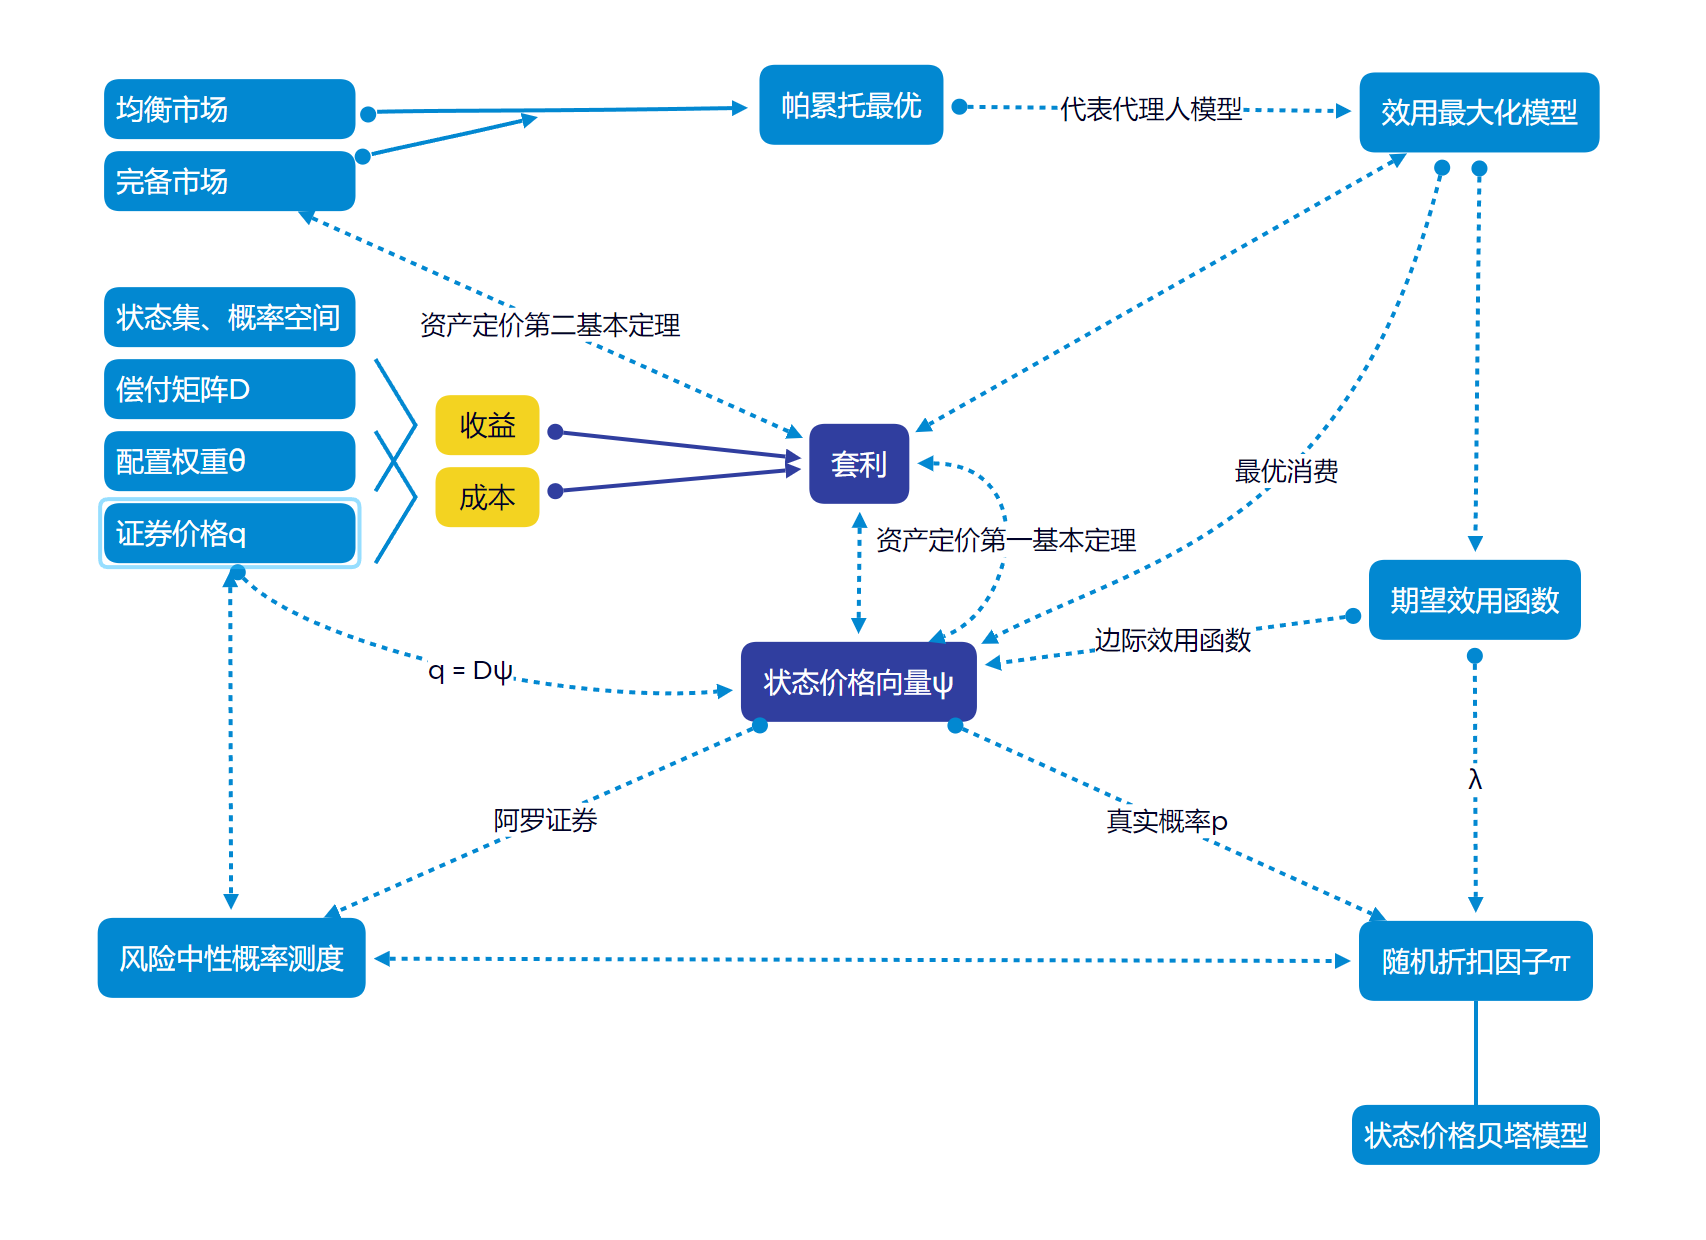 均衡市场
帕累托最优
代表代理人模型
效用最大化模型
完备市场
状态集、概率空间
资产定价第二基本定理
偿付矩阵D
收益
配置权重θ
套利
最优消费
成本
证券价格q
资产定价第一基本定理
期望效用函数
边际效用函数
q = Dψ
状态价格向量ψ
λ
阿罗证券
真实概率p
风险中性概率测度
随机折扣因子π
状态价格贝塔模型